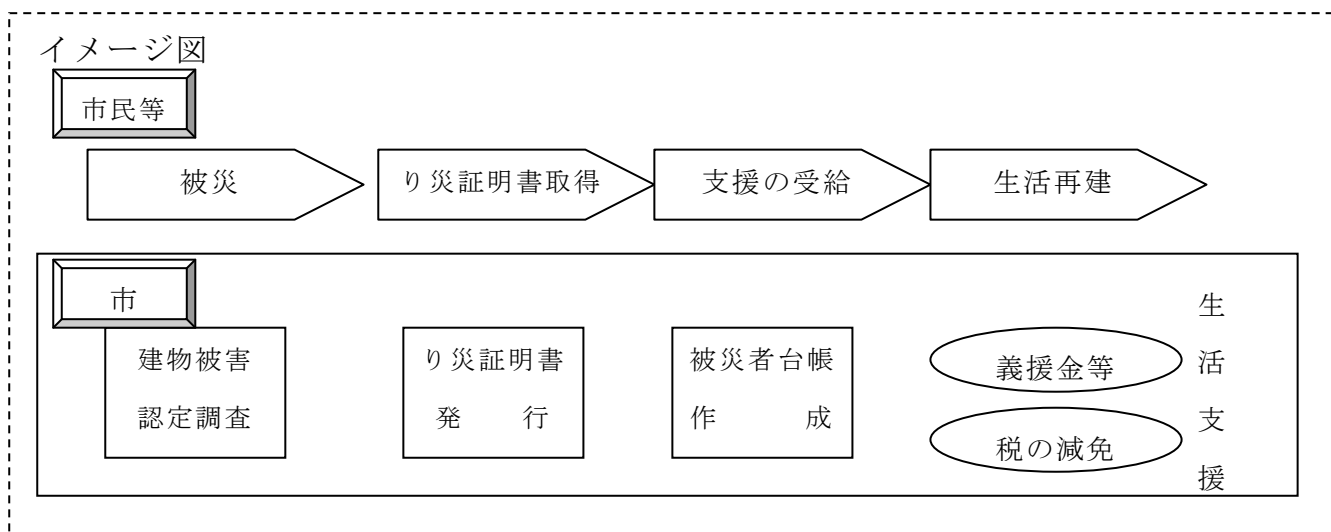 イメージ図
市民等
被災
り災証明書取得
支援の受給
生活再建
市
建物被害
認定調査
り災証明書
発　　行
被災者台帳
作　　成
義援金等
税の減免
生活支援